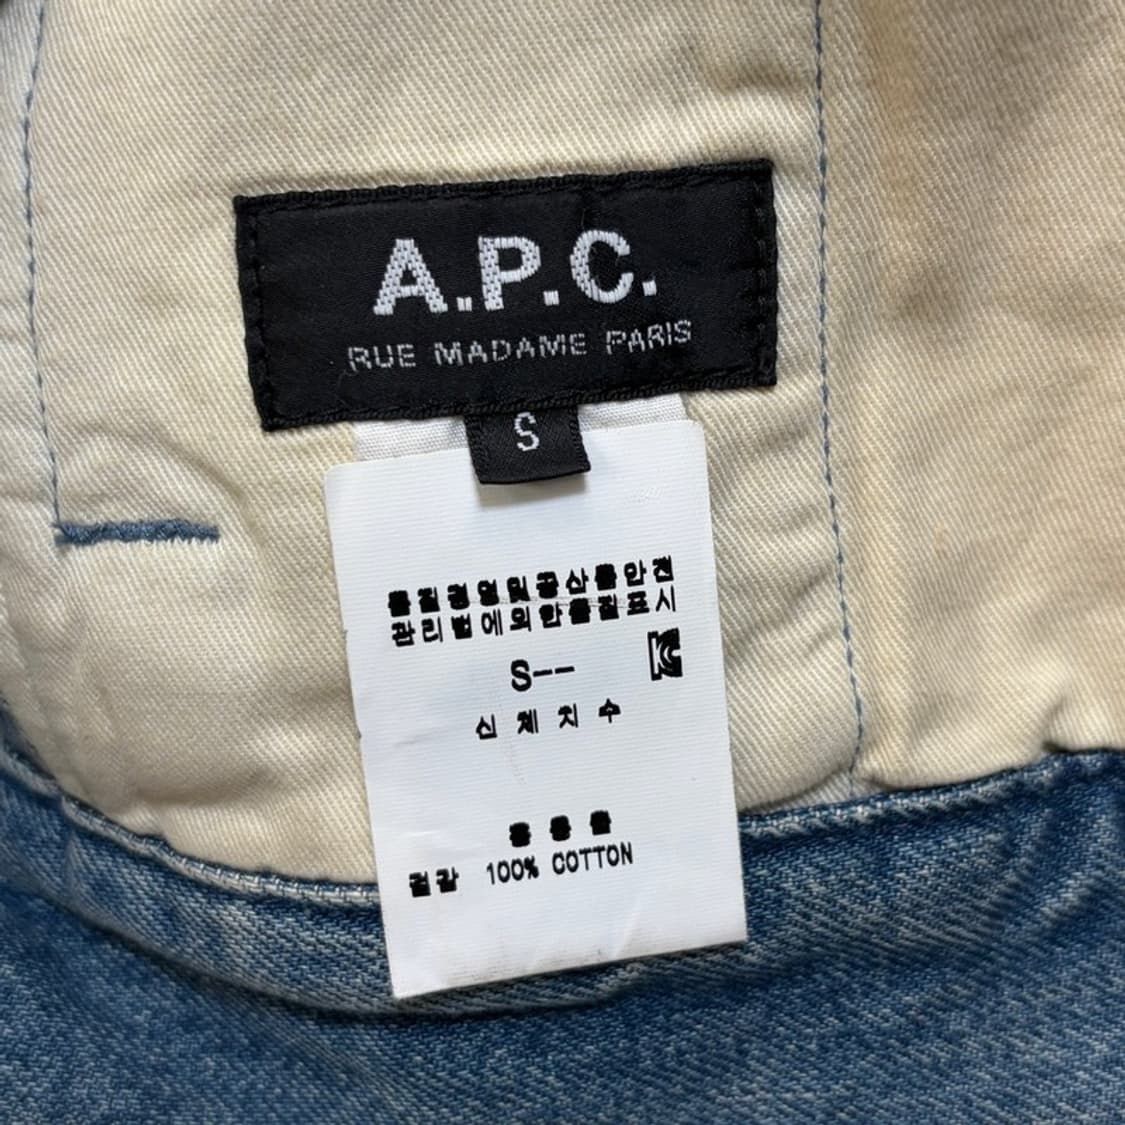 A.P.C.
RUE MADAME PARIS
S
품질경영및공산품안전
관리법에의한품질표시
S--
신체치수
겉감 100% COTTON